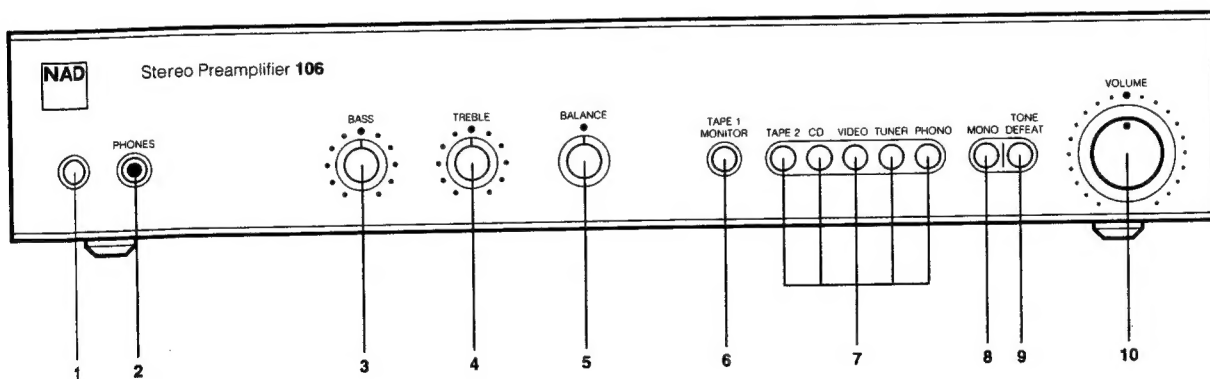 NAD
Stereo Preamplifier 106
PHONES
BASS
TREBLE
BALANCE
TAPE 1
MONITOR
TAPE 2 CD VIDEO TUNER PHONO
MONO
TONE
DEFEAT
VOLUME
1 2 3 4 5 6 7 8 9 10